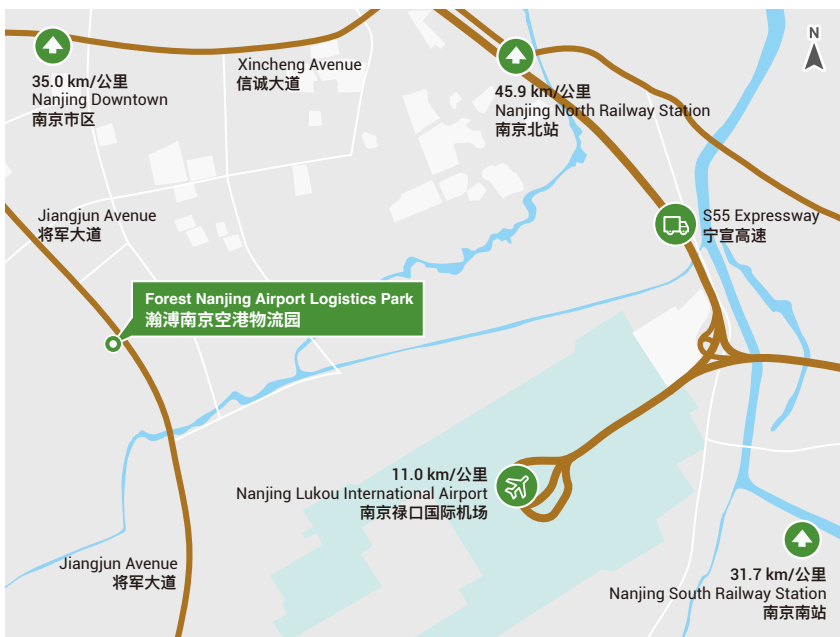 N
Xincheng Avenue
信诚大道
35.0 km/公里
Nanjing Downtown
南京市区
45.9 km/公里
Nanjing North Railway Station
南京北站
Jiangjun Avenue
将军大道
S55 Expressway
宁宣高速
Forest Nanjing Airport Logistics Park
瀚溥南京空港物流园
11.0 km/公里
Nanjing Lukou International Airport
南京禄口国际机场
Jiangjun Avenue
将军大道
31.7 km/公里
Nanjing South Railway Station
南京南站